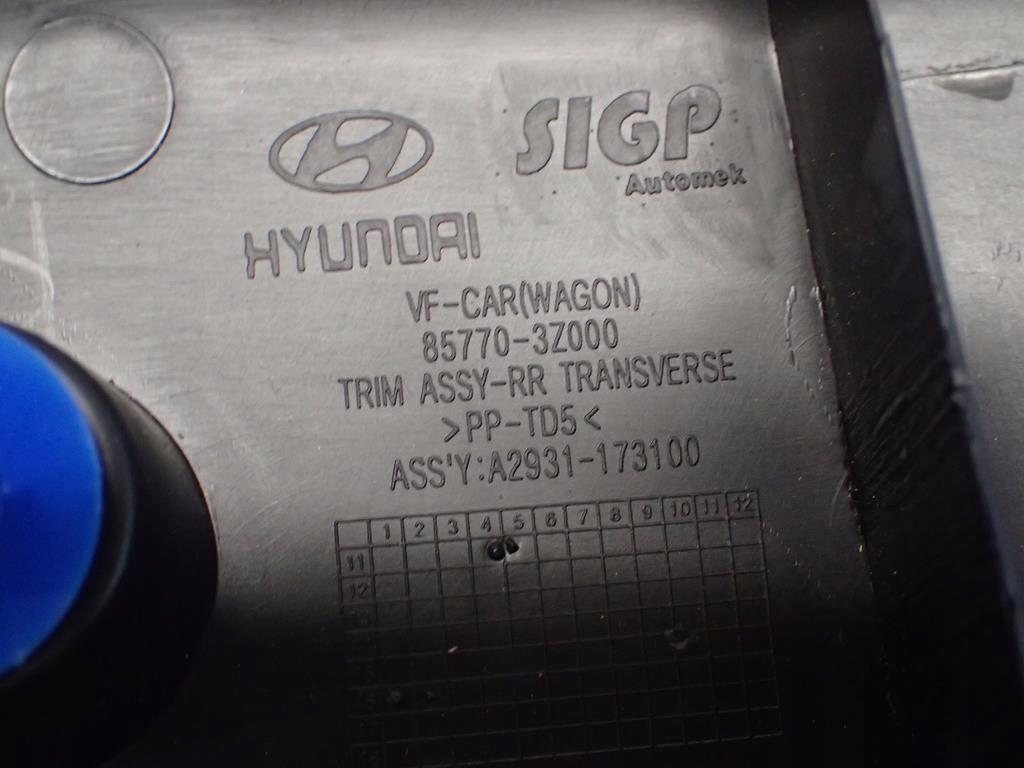 SIGP
Automek
HYUNDAI
VF-CAR(WAGON)
85770-3Z000
TRIM ASSY-RR TRANSVERSE
>PP-TD5<
ASS'Y:A2931-173100
1 2 3 4 5 6 7 8 9 10 11 12
11
12